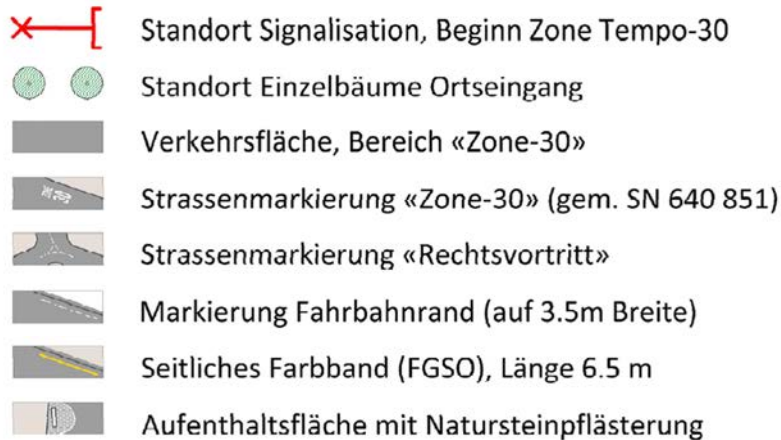 Standort Signalisation, Beginn Zone Tempo-30
Standort Einzelbäume Ortseingang
Verkehrsfläche, Bereich «Zone-30»
Strassenmarkierung «Zone-30» (gem. SN 640 851)
Strassenmarkierung «Rechtsvortritt»
Markierung Fahrbahnrand (auf 3.5m Breite)
Seitliches Farbband (FGSO), Länge 6.5 m
Aufenthaltsfläche mit Natursteinpflästerung